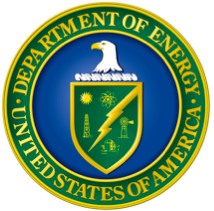 DEPARTMENT OF ENERGY
UNITED STATES OF AMERICA